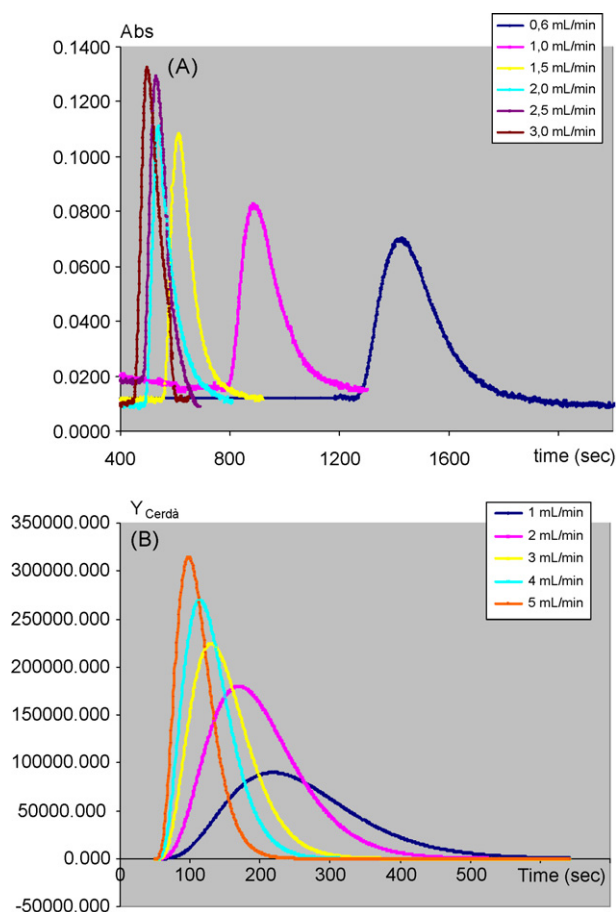 Abs
(A)
0,6 mL/min
1,0 mL/min
1,5 mL/min
2,0 mL/min
2,5 mL/min
3,0 mL/min
0.1400
0.1200
0.1000
0.0800
0.0600
0.0400
0.0200
0.0000
400 800 1200 1600 time (sec)
Y Cerdà
(B)
1 mL/min
2 mL/min
3 mL/min
4 mL/min
5 mL/min
350000.000
300000.000
250000.000
200000.000
150000.000
100000.000
50000.000
0.000
-50000.000
0 100 200 300 400 500 Time (sec)